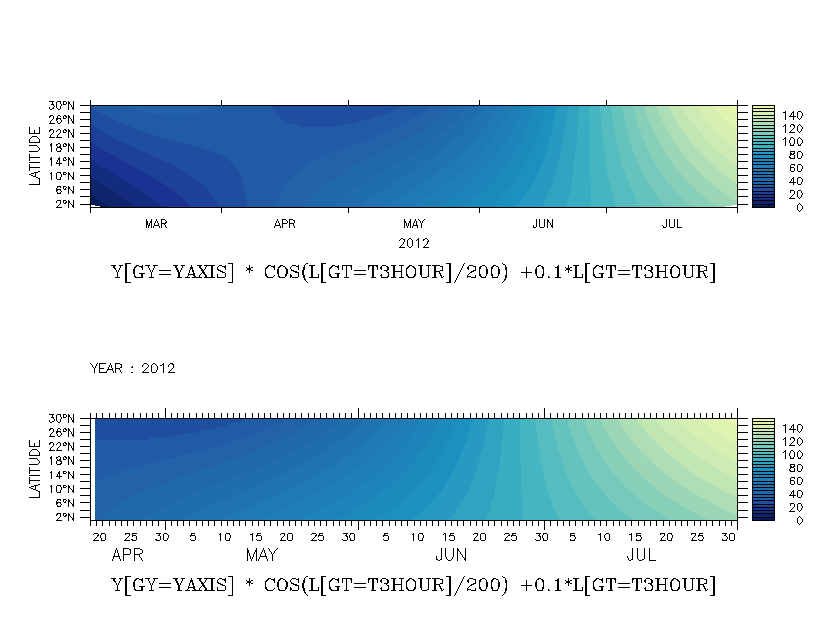 30°N
26°N
22°N
18°N
14°N
10°N
6°N
2°N
LATITUDE
140
120
100
80
60
40
20
0
MAR APR MAY JUN JUL
2012
Y[GY=YAXIS] * COS(L[GT=T3HOUR]/200) +0.1*L[GT=T3HOUR]
YEAR : 2012
30°N
26°N
22°N
18°N
14°N
10°N
6°N
2°N
LATITUDE
140
120
100
80
60
40
20
0
20 25 30 5 10 15 20 25 30 5 10 15 20 25 30 5 10 15 20 25 30
APR MAY JUN JUL
Y[GY=YAXIS] * COS(L[GT=T3HOUR]/200) +0.1*L[GT=T3HOUR]